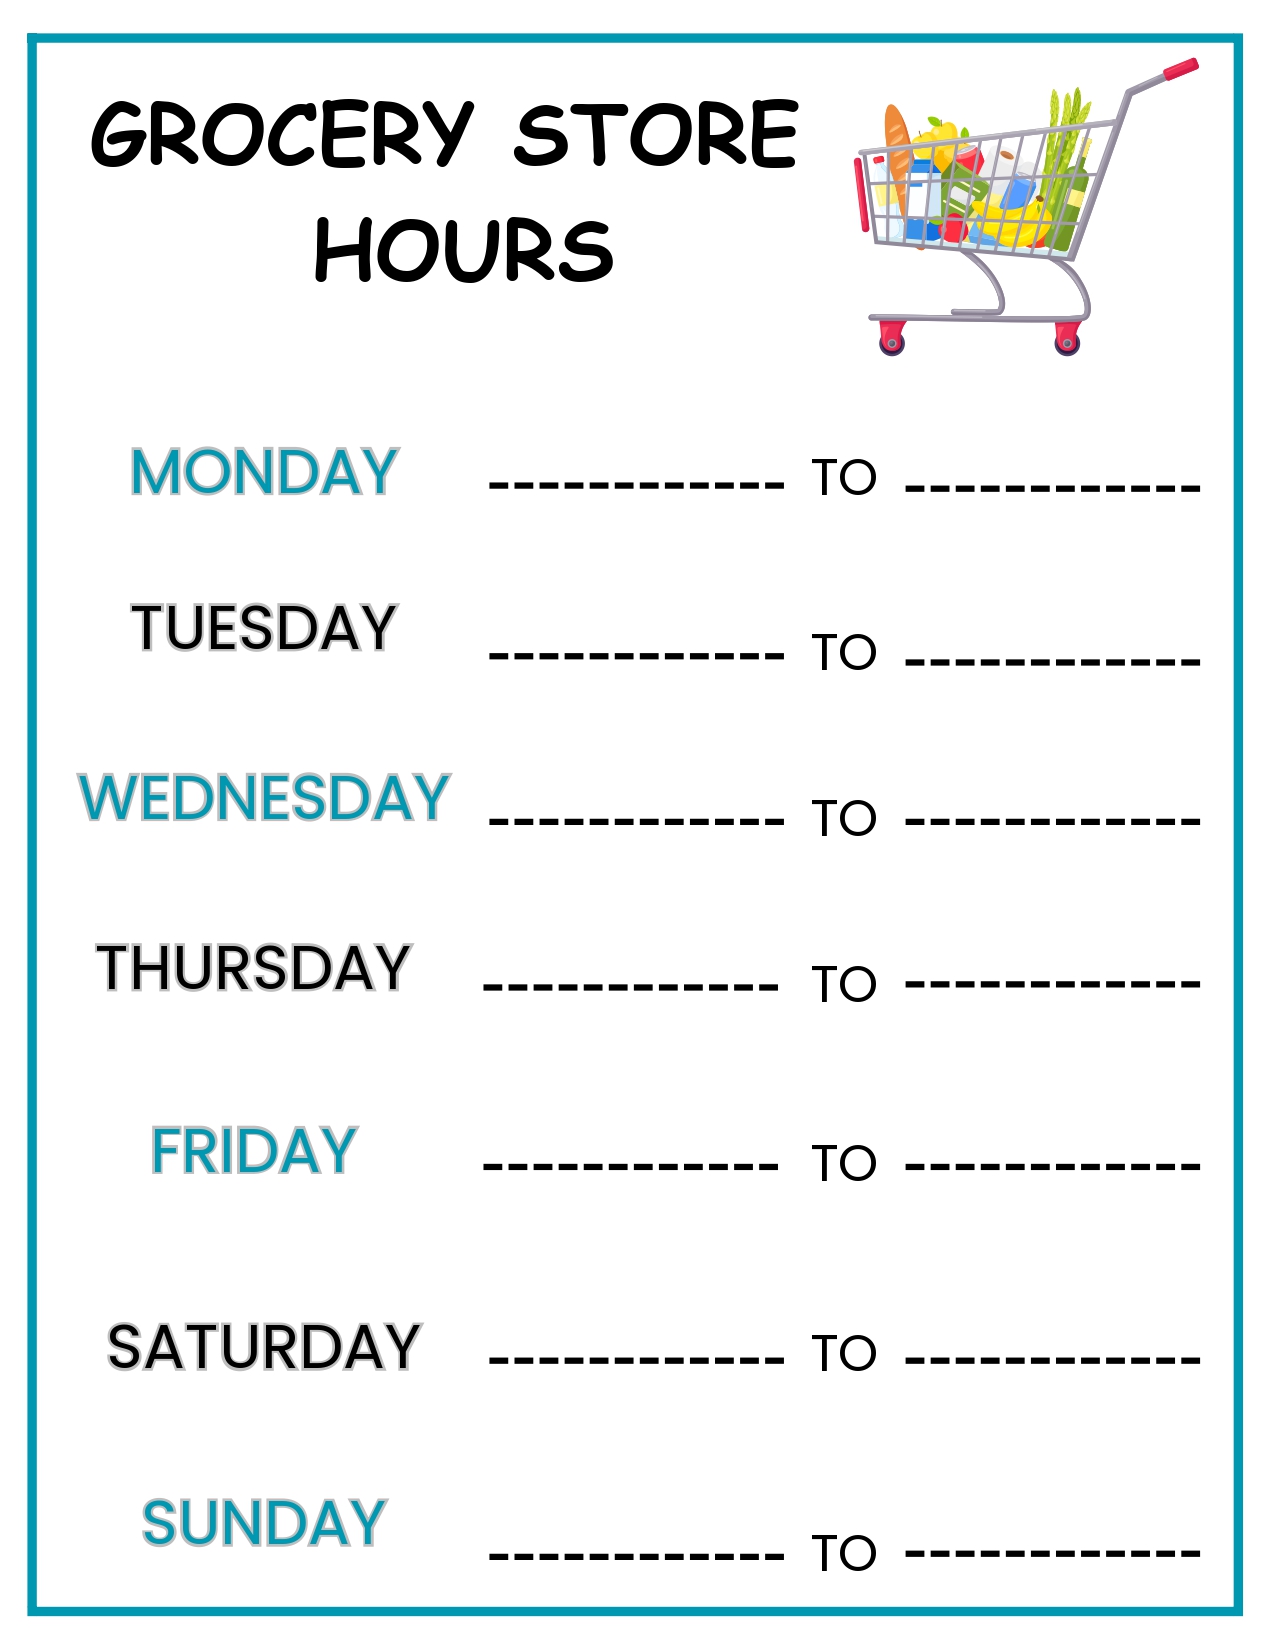 GROCERY STORE
HOURS
MONDAY ------------ TO ------------
TUESDAY ------------ TO ------------
WEDNESDAY ------------ TO ------------
THURSDAY ------------ TO ------------
FRIDAY ------------ TO ------------
SATURDAY ------------ TO ------------
SUNDAY ------------ TO ------------